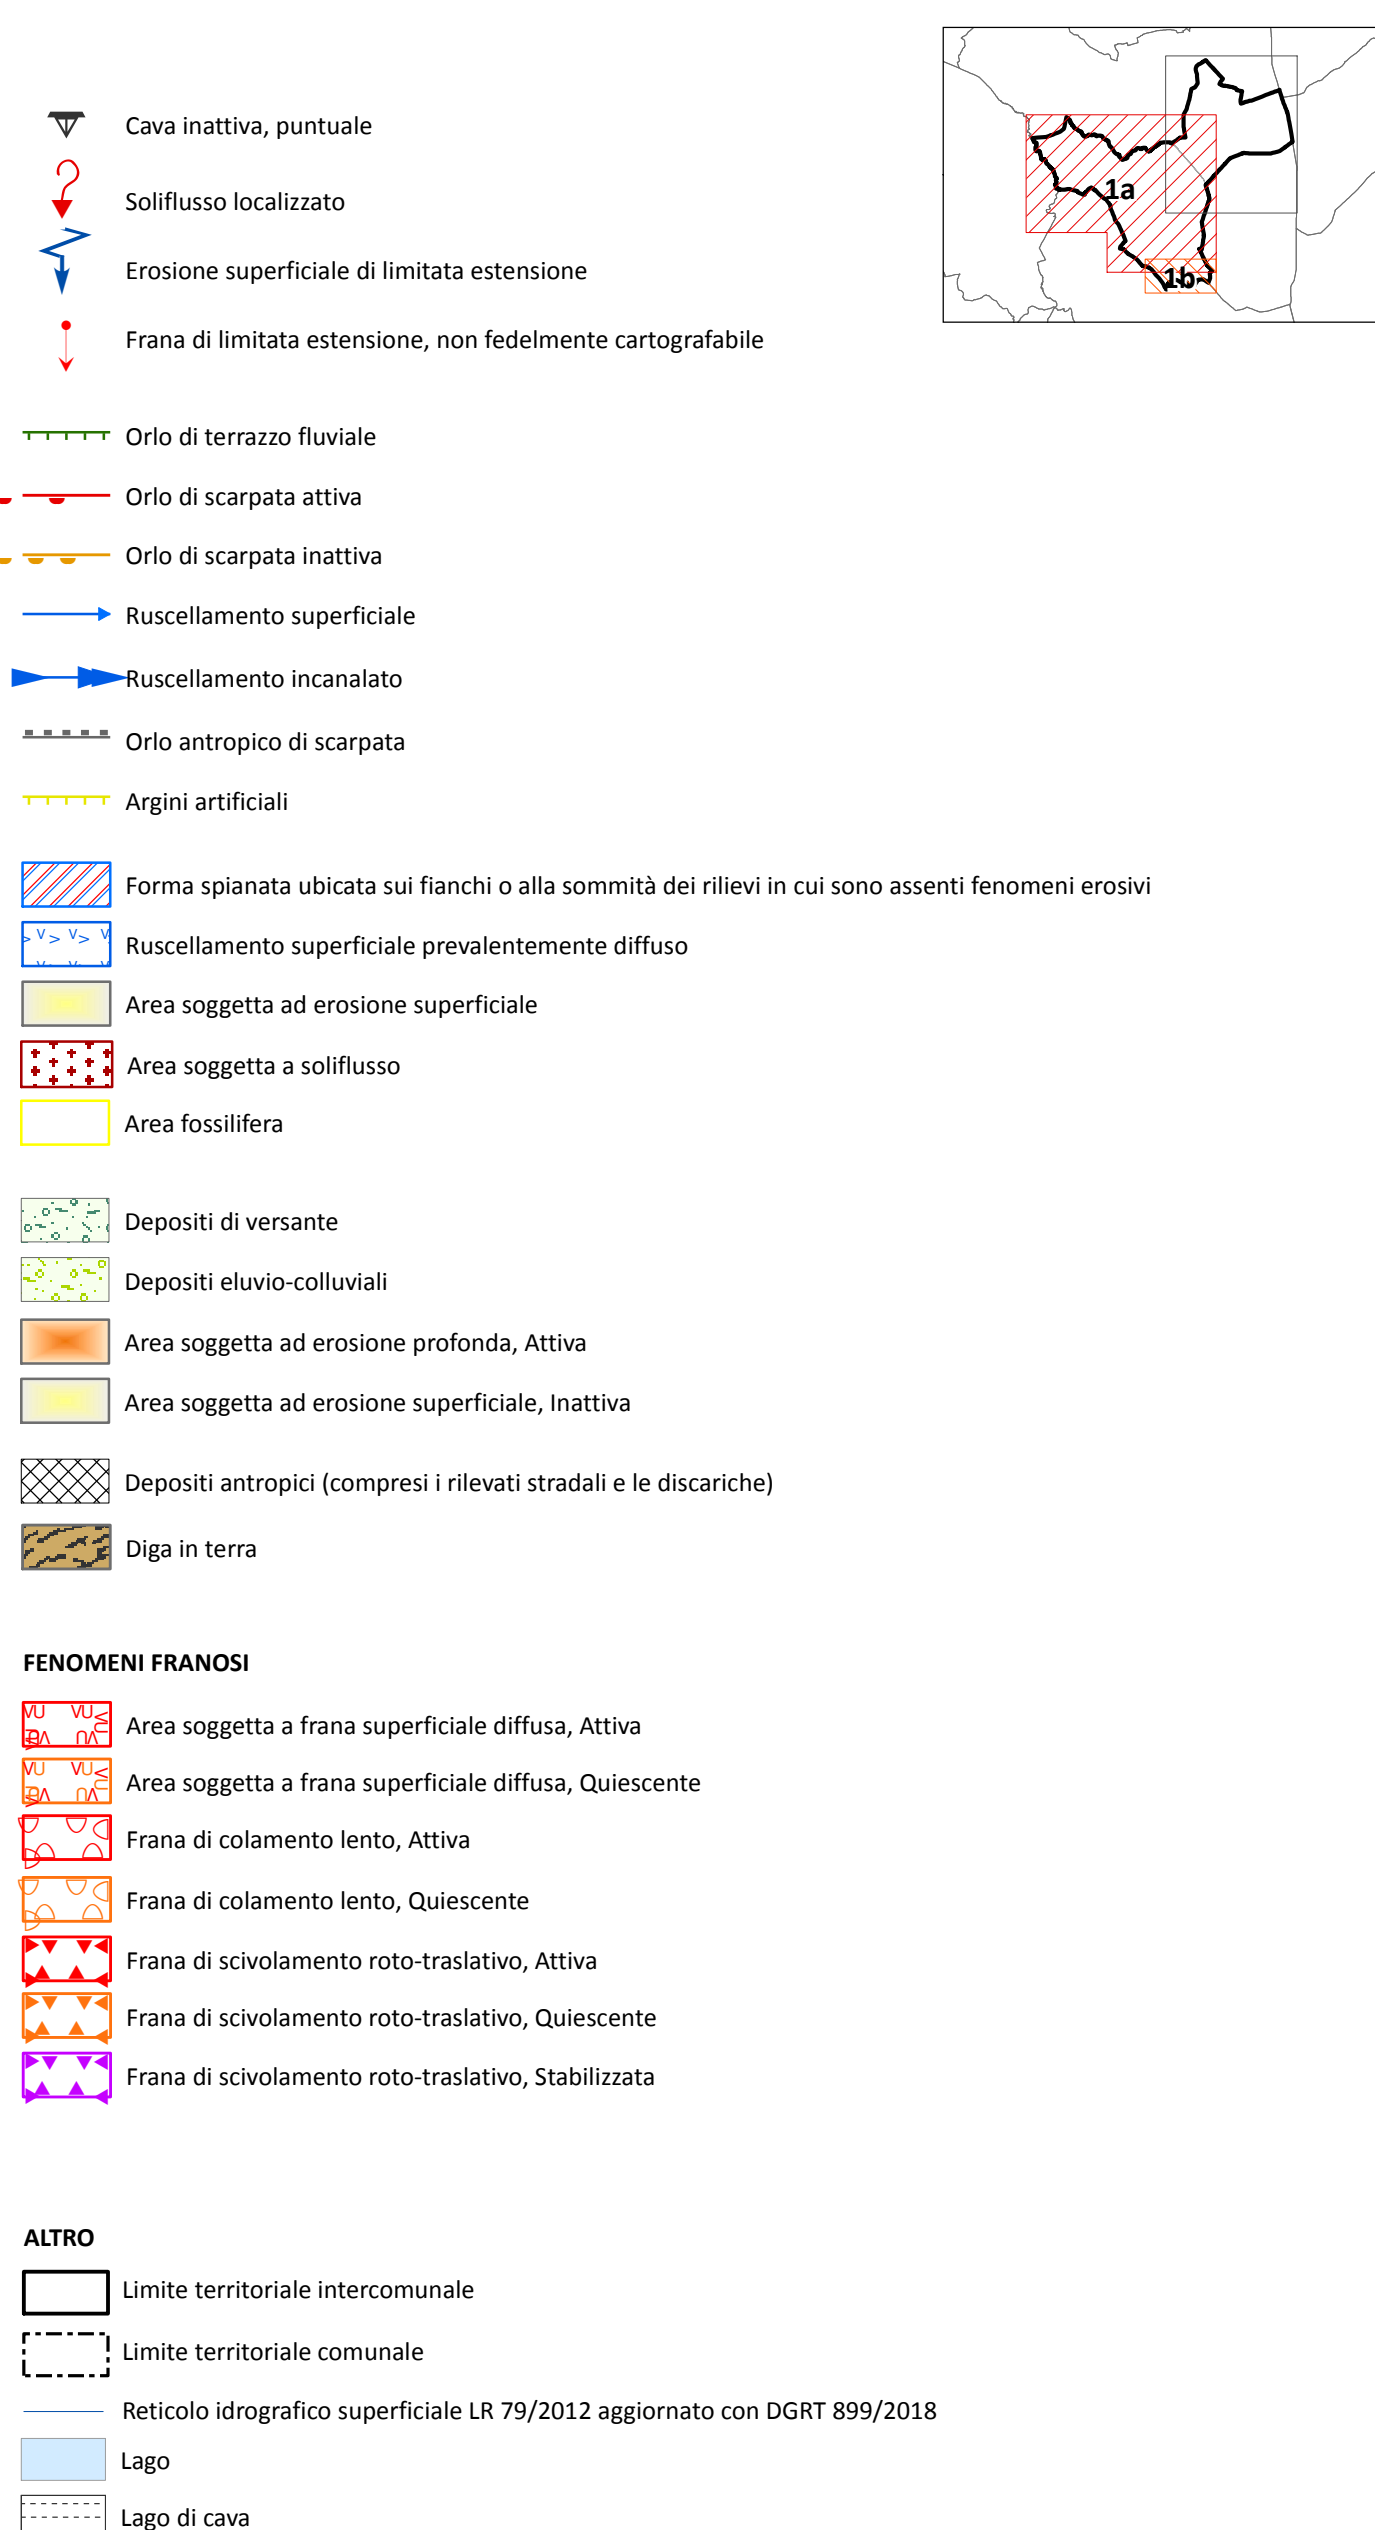 Cava inattiva, puntuale
Soliflusso localizzato
Erosione superficiale di limitata estensione
Frana di limitata estensione, non fedelmente cartografabile
1a
1b
Orlo di terrazzo fluviale
Orlo di scarpata attiva
Orlo di scarpata inattiva
Ruscellamento superficiale
Ruscellamento incanalato
Orlo antropico di scarpata
Argini artificiali
Forma spianata ubicata sui fianchi o alla sommità dei rilievi in cui sono assenti fenomeni erosivi
Ruscellamento superficiale prevalentemente diffuso
Area soggetta ad erosione superficiale
Area soggetta a soliflusso
Area fossilifera
Depositi di versante
Depositi eluvio-colluviali
Area soggetta ad erosione profonda, Attiva
Area soggetta ad erosione superficiale, Inattiva
Depositi antropici (compresi i rilevati stradali e le discariche)
Diga in terra
FENOMENI FRANOSI
Area soggetta a frana superficiale diffusa, Attiva
Area soggetta a frana superficiale diffusa, Quiescente
Frana di colamento lento, Attiva
Frana di colamento lento, Quiescente
Frana di scivolamento roto-traslativo, Attiva
Frana di scivolamento roto-traslativo, Quiescente
Frana di scivolamento roto-traslativo, Stabilizzata
ALTRO
Limite territoriale intercomunale
Limite territoriale comunale
Reticolo idrografico superficiale LR 79/2012 aggiornato con DGRT 899/2018
Lago
Lago di cava